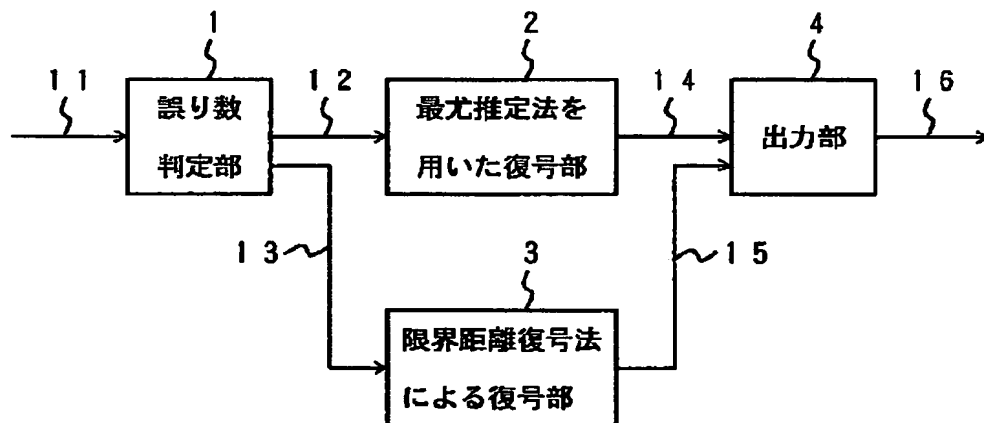 1
2
4
11
12
14
16
誤り数
判定部
最尤推定法を
用いた復号部
出力部
13
3
15
限界距離復号法
による復号部